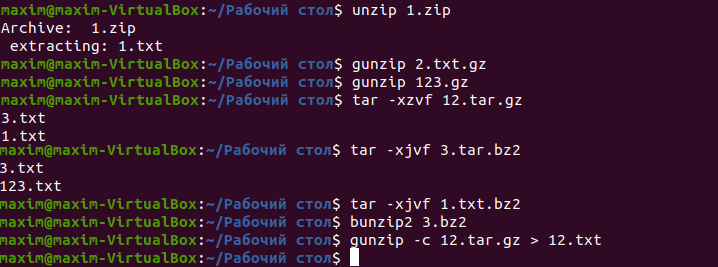 maxim@maxim-VirtualBox:~/Рабочий стол$ unzip 1.zip
Archive:  1.zip
 extracting: 1.txt
maxim@maxim-VirtualBox:~/Рабочий стол$ gunzip 2.txt.gz
maxim@maxim-VirtualBox:~/Рабочий стол$ gunzip 123.gz
maxim@maxim-VirtualBox:~/Рабочий стол$ tar -xzvf 12.tar.gz
3.txt
1.txt
maxim@maxim-VirtualBox:~/Рабочий стол$ tar -xjvf 3.tar.bz2
3.txt
123.txt
maxim@maxim-VirtualBox:~/Рабочий стол$ tar -xjvf 1.txt.bz2
maxim@maxim-VirtualBox:~/Рабочий стол$ bunzip2 3.bz2
maxim@maxim-VirtualBox:~/Рабочий стол$ gunzip -c 12.tar.gz > 12.txt
maxim@maxim-VirtualBox:~/Рабочий стол$